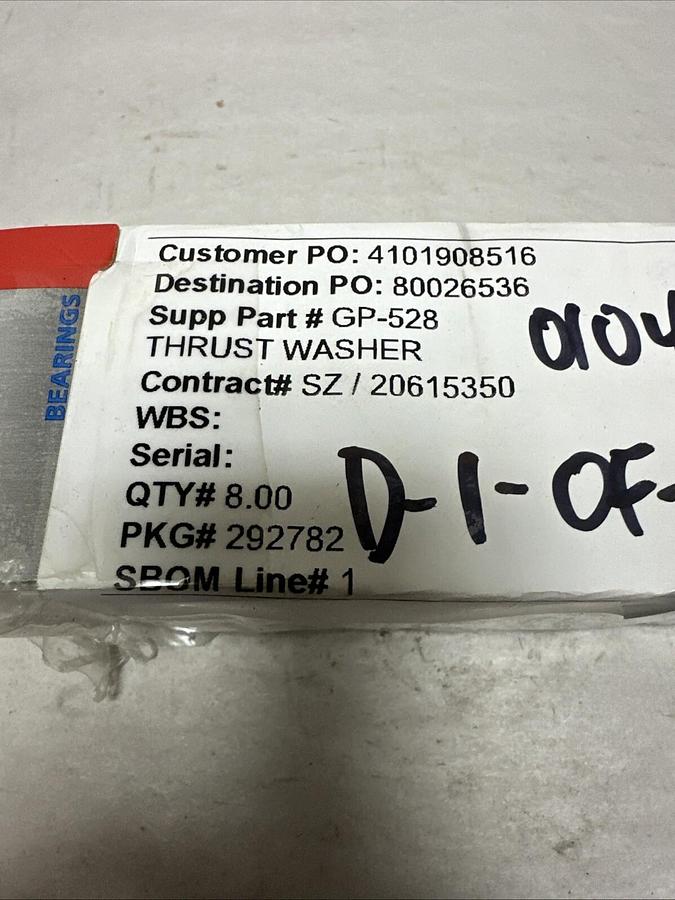 BEARINGS
Customer PO: 4101908516
Destination PO: 80026536
Supp Part # GP-528
THRUST WASHER
Contract# SZ / 20615350
WBS:
Serial:
QTY# 8.00
PKG# 292782
SBOM Line# 1
D-1-OF-